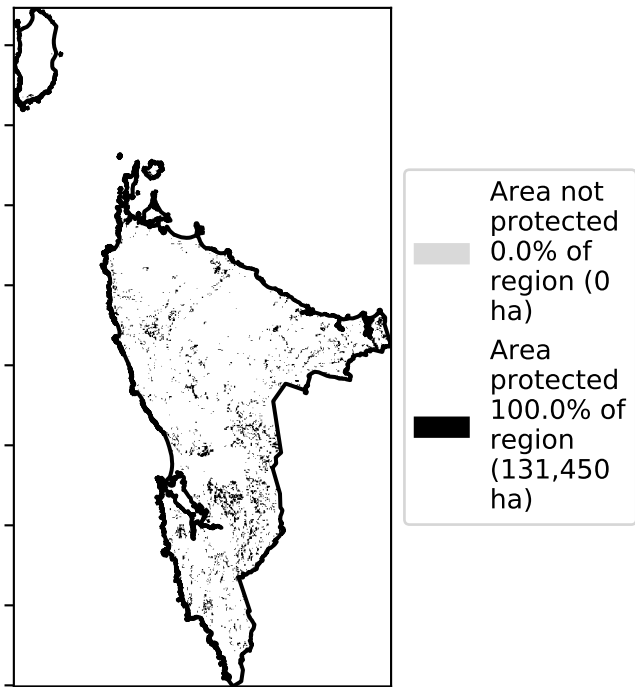 Area not
protected
0.0% of
region (0
ha)
Area
protected
100.0% of
region
(131,450
ha)